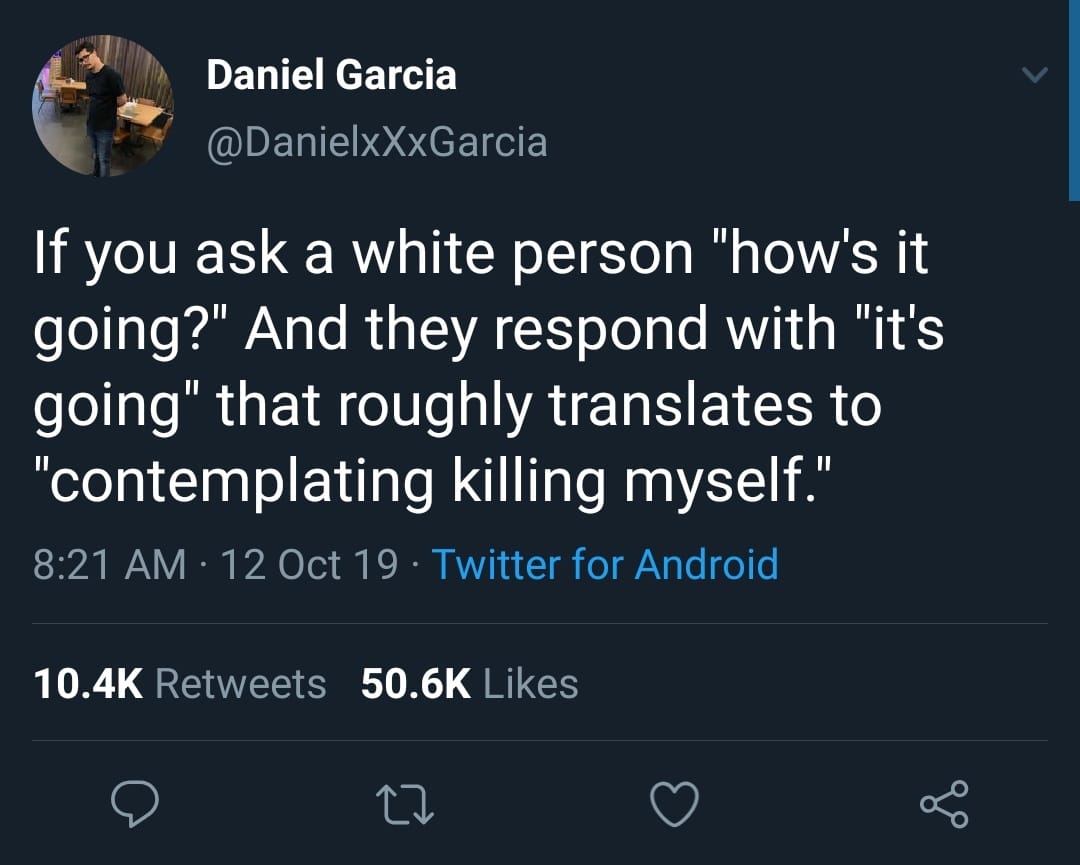 Daniel Garcia
@DanielxXxGarcia
If you ask a white person "how's it
going?" And they respond with "it's
going" that roughly translates to
"contemplating killing myself."
8:21 AM · 12 Oct 19 · Twitter for Android
10.4K Retweets 50.6K Likes